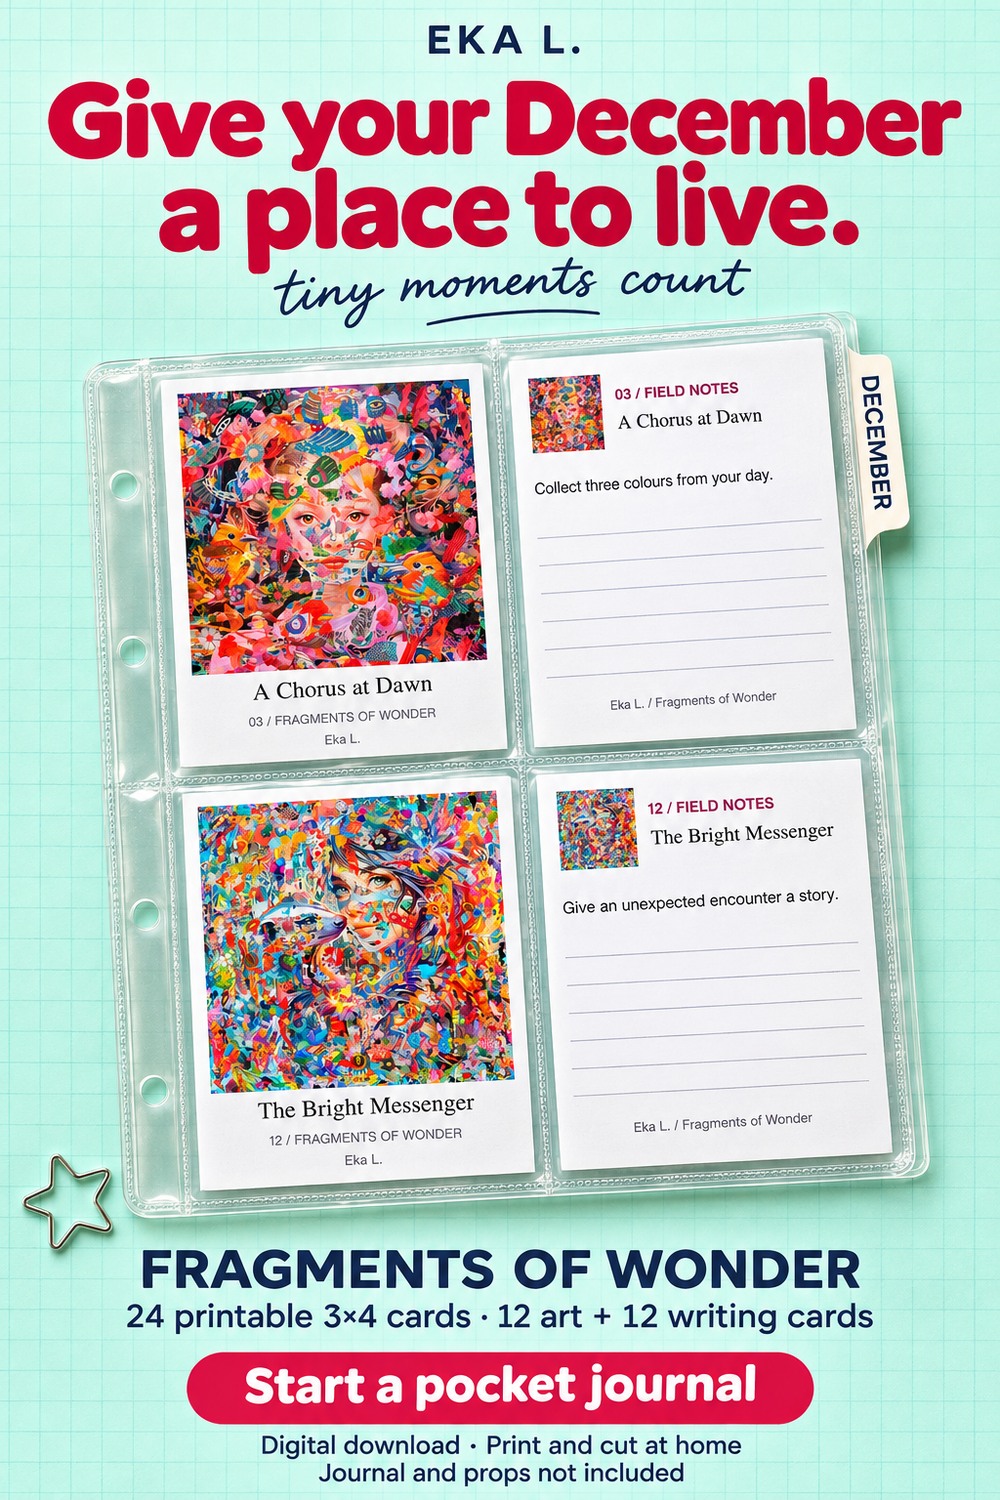 EKA L.
Give your December
a place to live.
tiny moments count
A Chorus at Dawn
03 / FRAGMENTS OF WONDER
Eka L.
03 / FIELD NOTES
A Chorus at Dawn
Collect three colours from your day.
Eka L. / Fragments of Wonder
DECEMBER
The Bright Messenger
12 / FRAGMENTS OF WONDER
Eka L.
12 / FIELD NOTES
The Bright Messenger
Give an unexpected encounter a story.
Eka L. / Fragments of Wonder
FRAGMENTS OF WONDER
24 printable 3×4 cards · 12 art + 12 writing cards
Start a pocket journal
Digital download · Print and cut at home
Journal and props not included